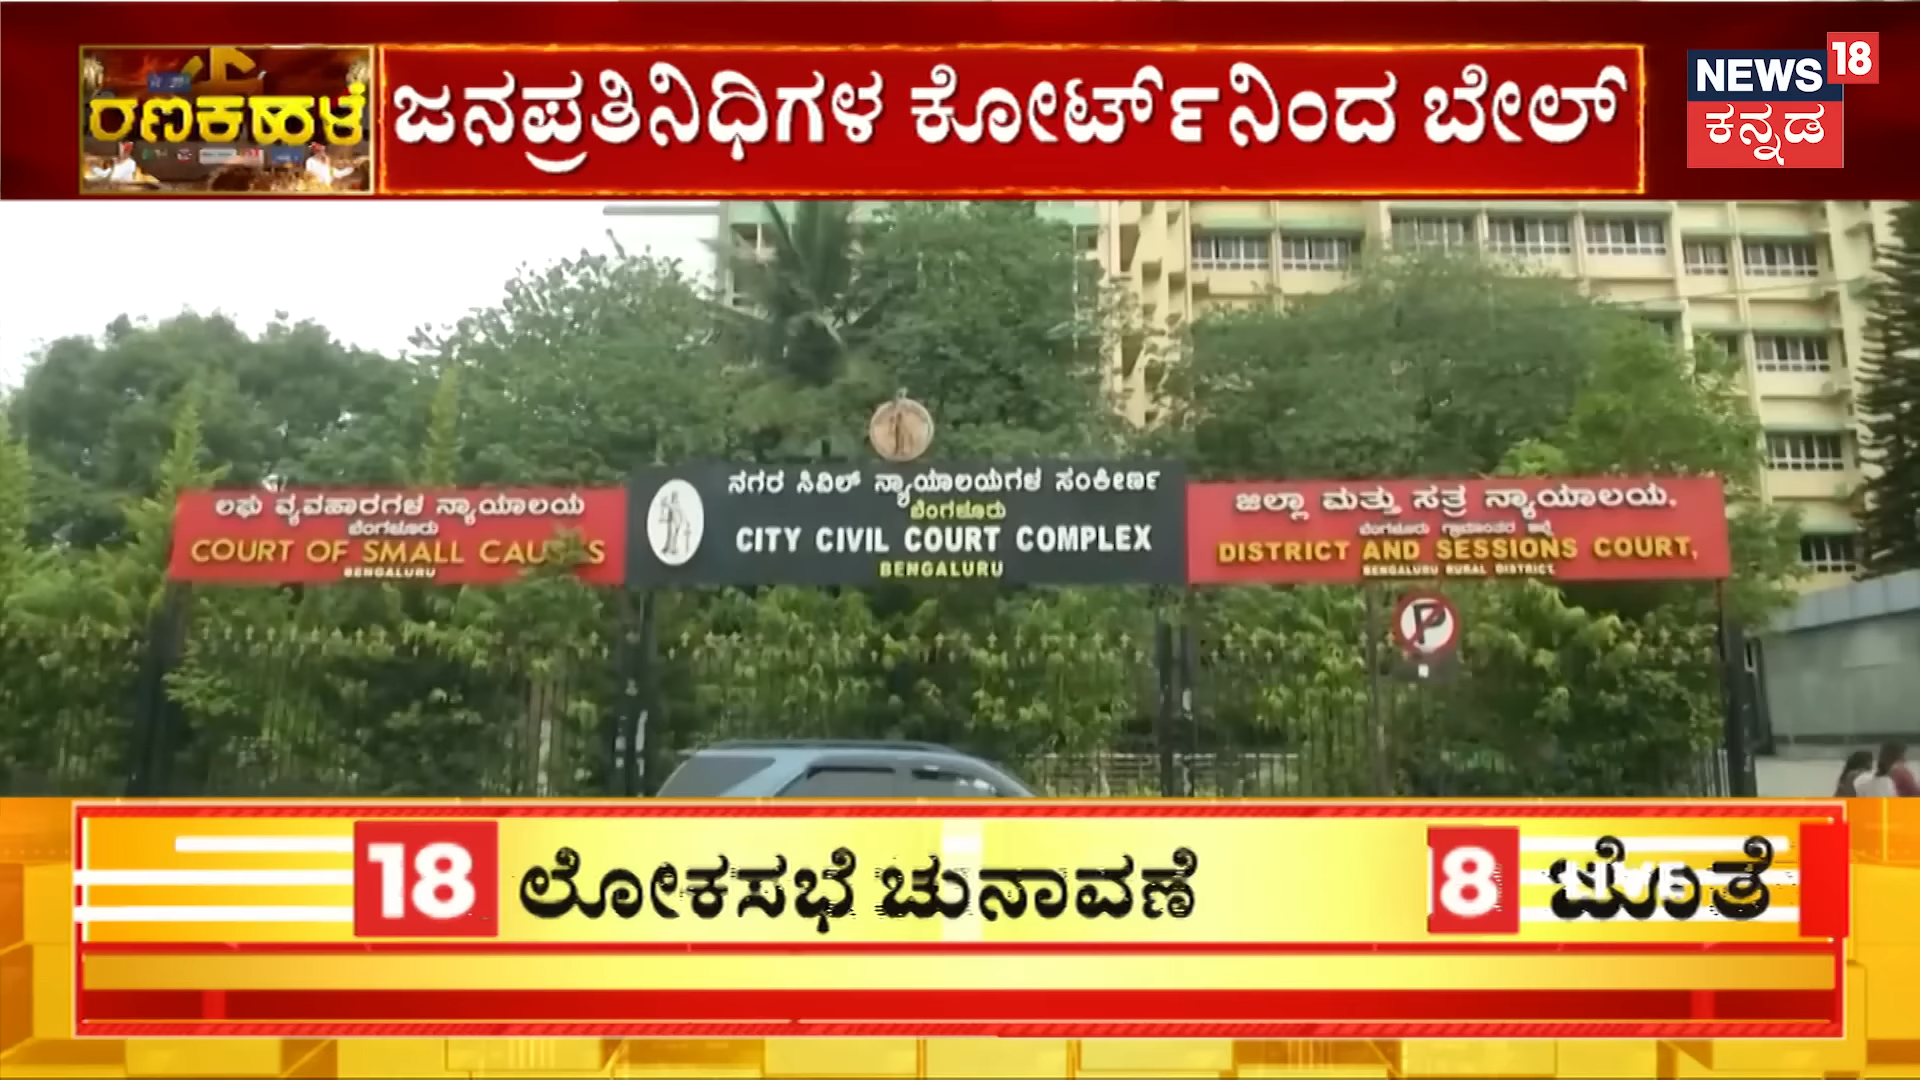 ರಣಕಹಳೆ
ಜನಪ್ರತಿನಿಧಿಗಳ ಕೋರ್ಟ್‌ನಿಂದ ಬೇಲ್
NEWS 18
ಕನ್ನಡ
ಲಘು ವ್ಯವಹಾರಗಳ ನ್ಯಾಯಾಲಯ
ಬೆಂಗಳೂರು
COURT OF SMALL CAUSES
BENGALURU
ನಗರ ಸಿವಿಲ್ ನ್ಯಾಯಾಲಯಗಳ ಸಂಕೀರ್ಣ
ಬೆಂಗಳೂರು
CITY CIVIL COURT COMPLEX
BENGALURU
ಜಿಲ್ಲಾ ಮತ್ತು ಸತ್ರ ನ್ಯಾಯಾಲಯ.
ಬೆಂಗಳೂರು ಗ್ರಾಮಾಂತರ ಜಿಲ್ಲೆ
DISTRICT AND SESSIONS COURT,
BENGALURU RURAL DISTRICT
P
18 ಲೋಕಸಭೆ ಚುನಾವಣೆ 8